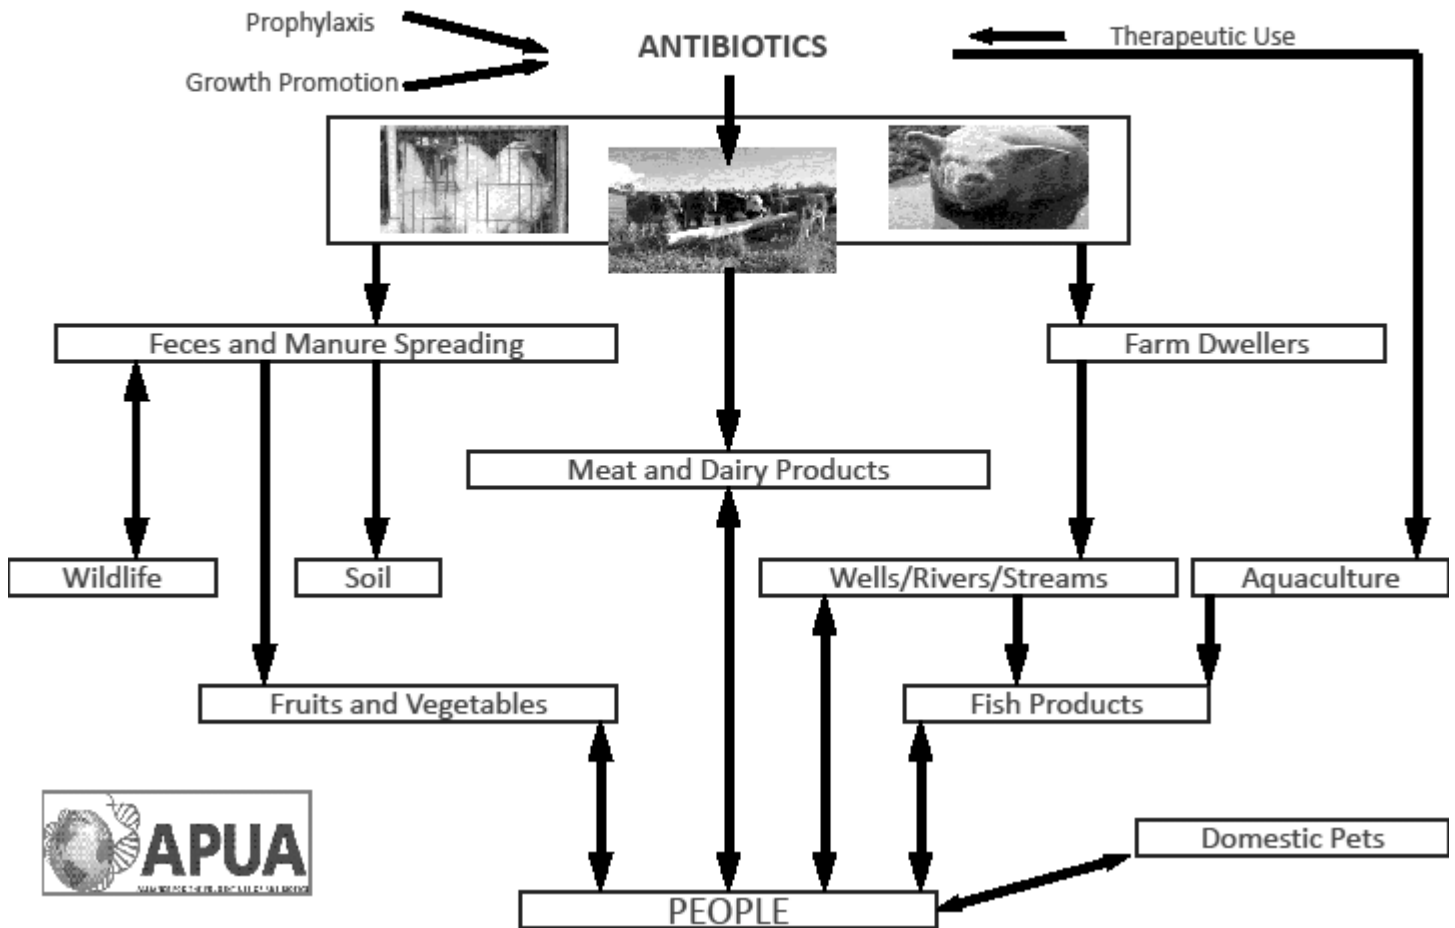 Prophylaxis
ANTIBIOTICS
Therapeutic Use
Growth Promotion
Feces and Manure Spreading
Farm Dwellers
Meat and Dairy Products
Wildlife
Soil
Wells/Rivers/Streams
Aquaculture
Fruits and Vegetables
Fish Products
APUA
Domestic Pets
PEOPLE